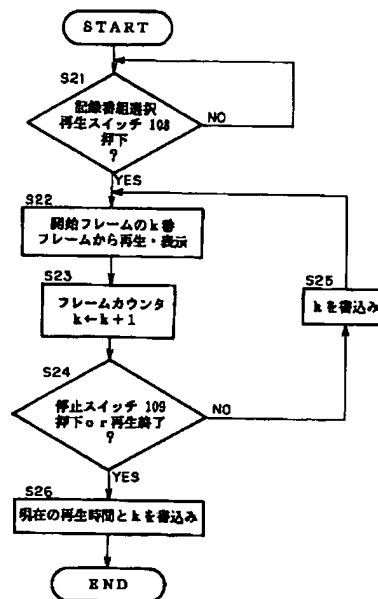 START
S21
記録番組選択
再生スイッチ 108
押下
?
NO
YES
S22
開始フレームのk番
フレームから再生・表示
S23
フレームカウンタ
k←k+1
S25
kを書込み
S24
停止スイッチ 109
押下or再生終了
?
NO
YES
S26
現在の再生時間とkを書込み
END